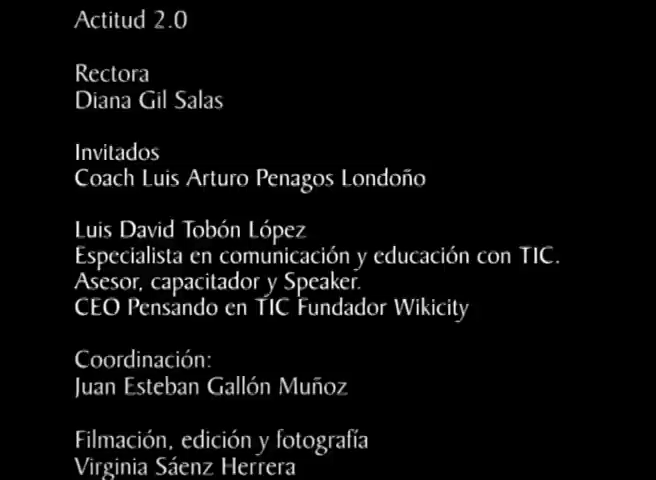 Actitud 2.0
Rectora
Diana Gil Salas
Invitados
Coach Luis Arturo Penagos Londoño
Luis David Tobón López
Especialista en comunicación y educación con TIC.
Asesor, capacitador y Speaker.
CEO Pensando en TIC Fundador Wikicity
Coordinación:
Juan Esteban Gallón Muñoz
Filmación, edición y fotografía
Virginia Sáenz Herrera